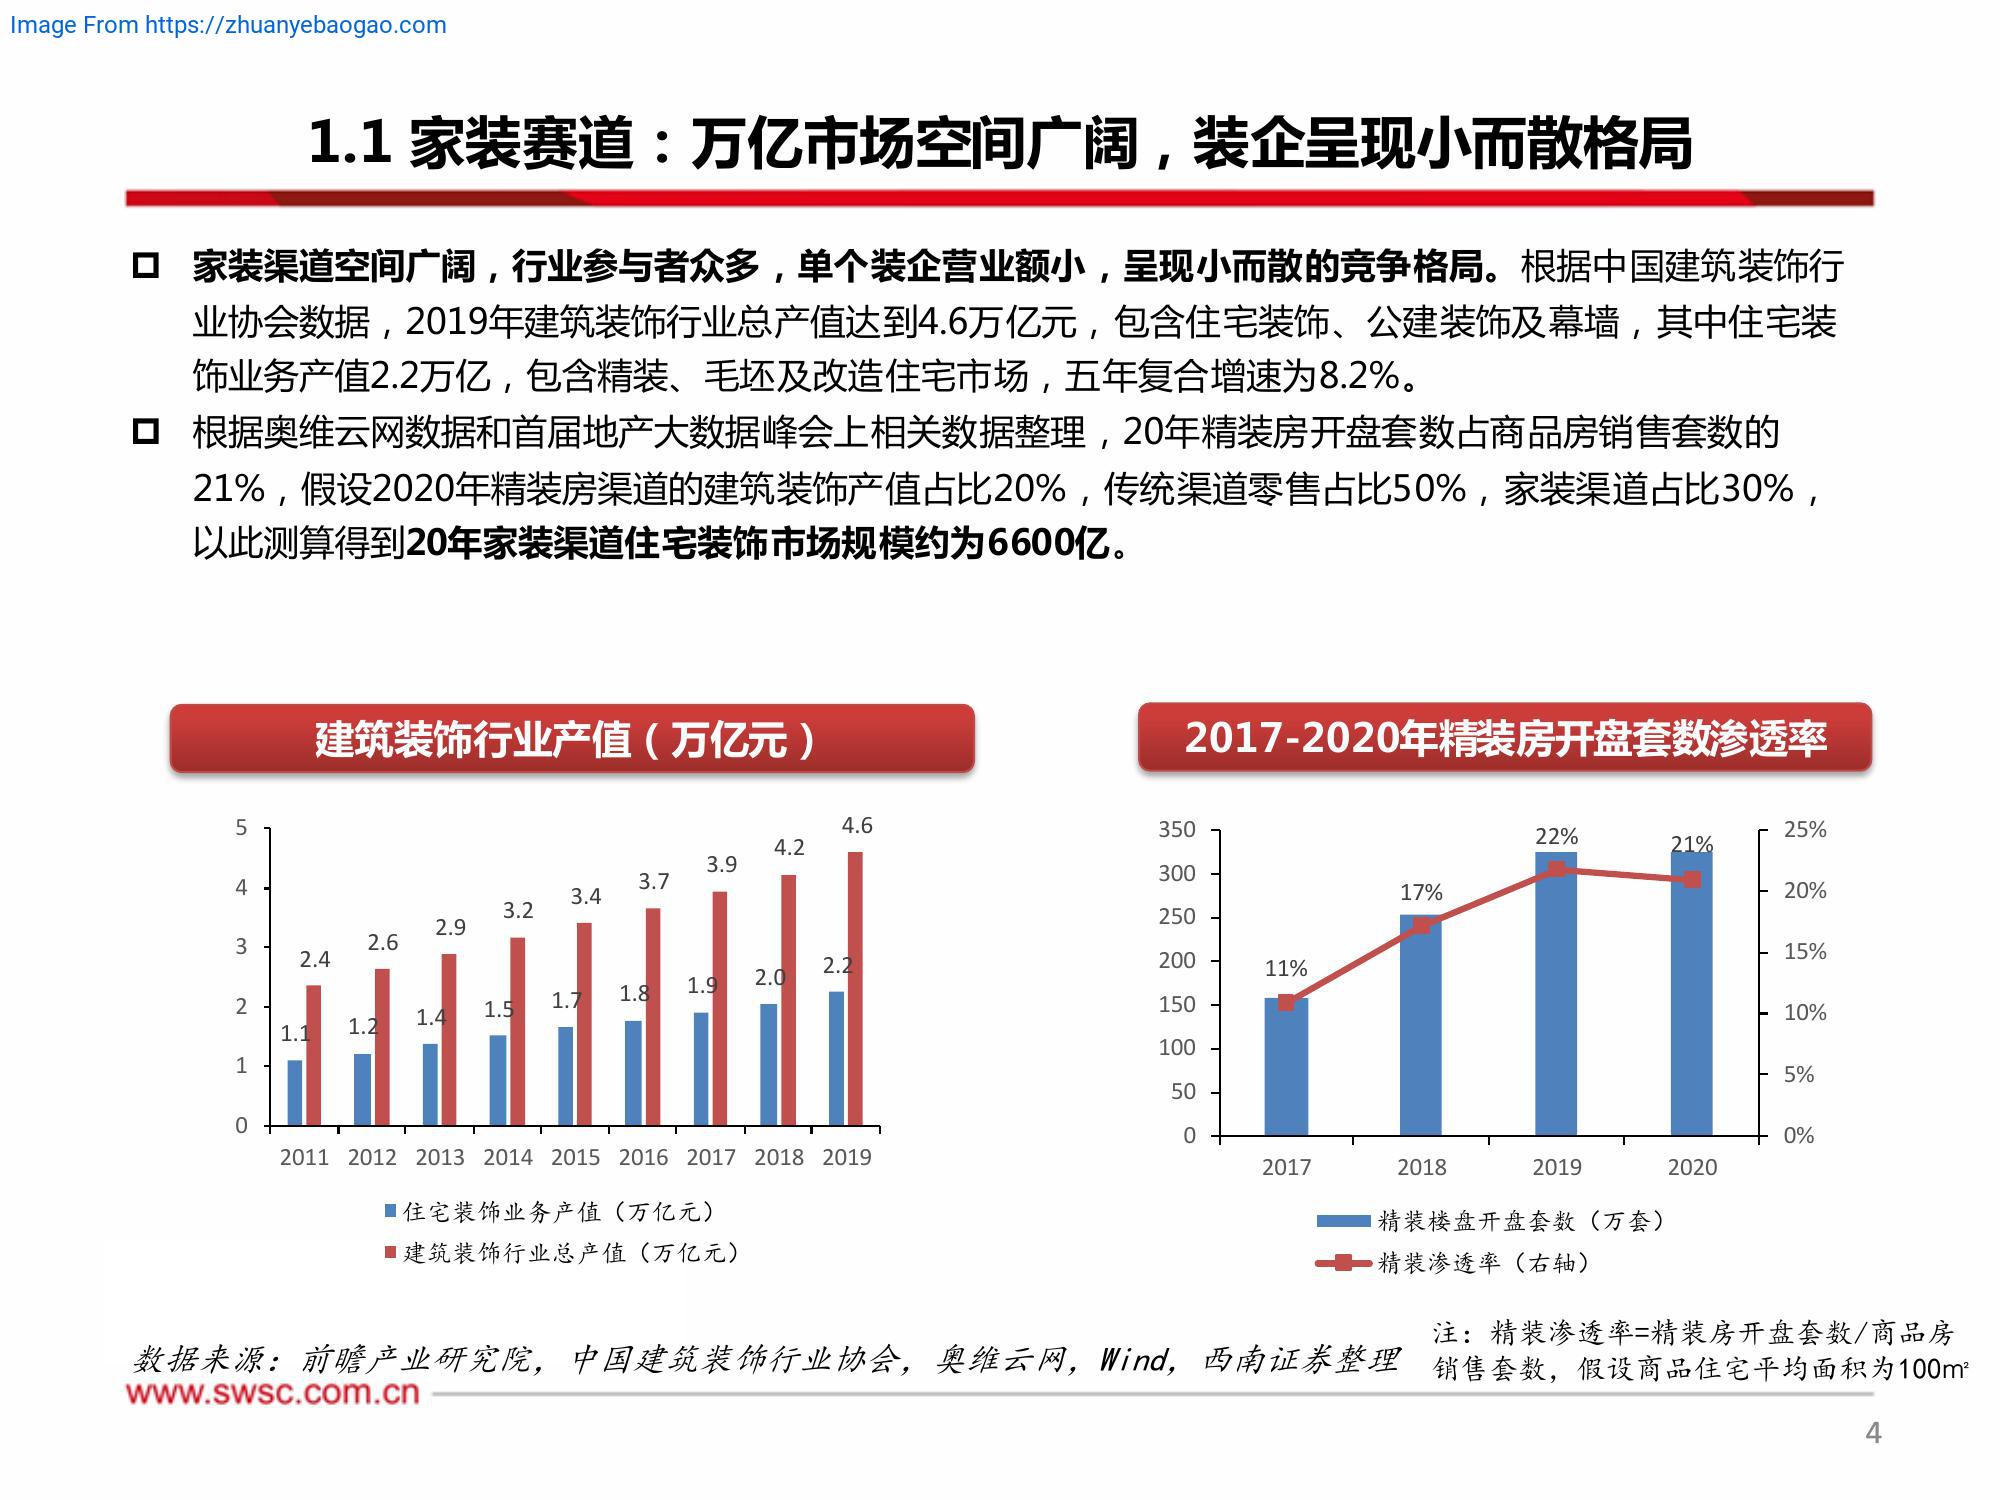 Image From https://zhuanyebaogao.com
1.1 家装赛道：万亿市场空间广阔，装企呈现小而散格局
家装渠道空间广阔，行业参与者众多，单个装企营业额小，呈现小而散的竞争格局。根据中国建筑装饰行
业协会数据，2019年建筑装饰行业总产值达到4.6万亿元，包含住宅装饰、公建装饰及幕墙，其中住宅装
饰业务产值2.2万亿，包含精装、毛坯及改造住宅市场，五年复合增速为8.2%。
根据奥维云网数据和首届地产大数据峰会上相关数据整理，20年精装房开盘套数占商品房销售套数的
21%，假设2020年精装房渠道的建筑装饰产值占比20%，传统渠道零售占比50%，家装渠道占比30%，
以此测算得到20年家装渠道住宅装饰市场规模约为6600亿。
建筑装饰行业产值（万亿元）
5
4
3
2
1
0
1.1
2.4
1.2
2.6
1.4
2.9
1.5
3.2
1.7
3.4
1.8
3.7
1.9
3.9
2.0
4.2
2.2
4.6
2011 2012 2013 2014 2015 2016 2017 2018 2019
住宅装饰业务产值（万亿元）
建筑装饰行业总产值（万亿元）
2017-2020年精装房开盘套数渗透率
350
300
250
200
150
100
50
0
11%
17%
22%
21%
25%
20%
15%
10%
5%
0%
2017 2018 2019 2020
精装楼盘开盘套数（万套）
精装渗透率（右轴）
注：精装渗透率=精装房开盘套数/商品房
销售套数，假设商品住宅平均面积为100㎡
数据来源：前瞻产业研究院，中国建筑装饰行业协会，奥维云网，Wind，西南证券整理
www.swsc.com.cn
4